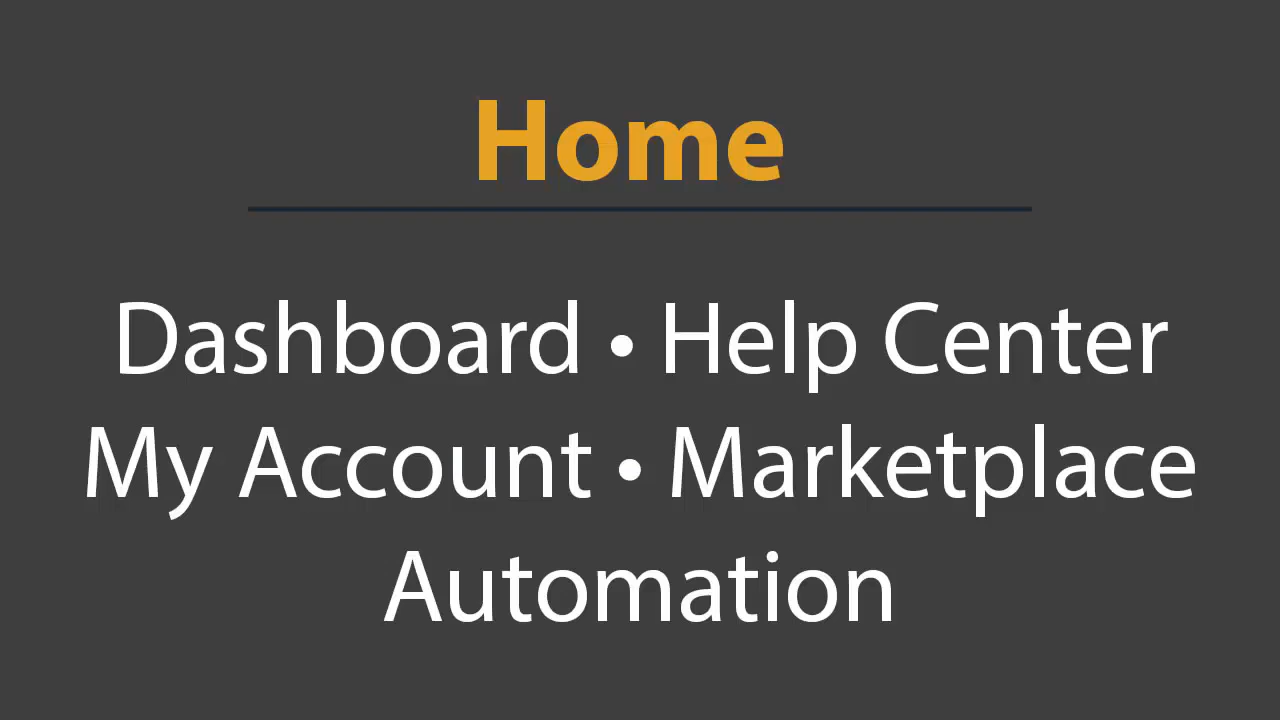 Home
Dashboard • Help Center
My Account • Marketplace
Automation